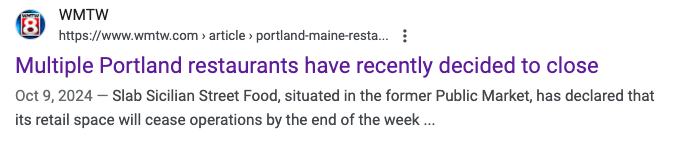 8
WMTW
https://www.wmtw.com › article › portland-maine-resta...
Multiple Portland restaurants have recently decided to close
Oct 9, 2024 — Slab Sicilian Street Food, situated in the former Public Market, has declared that
its retail space will cease operations by the end of the week ...